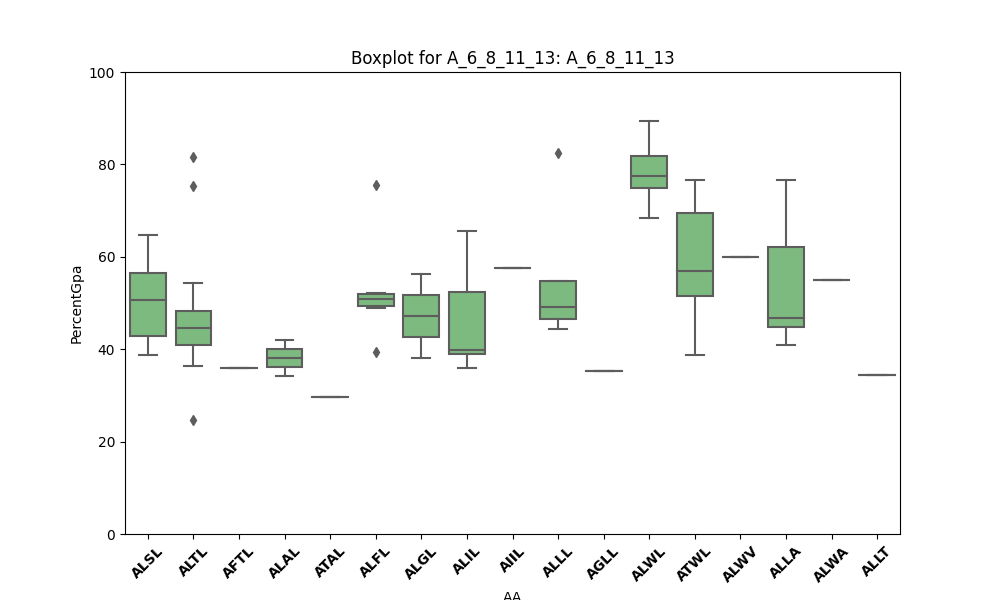 Boxplot for A_6_8_11_13: A_6_8_11_13
100
80
60
40
20
0
PercentGpa
ALSL ALTL AFTL ALAL ATAL ALFL ALGL ALIL AIIL ALLL AGLL ALWL ATWL ALWV ALLA ALWA ALLT
AA